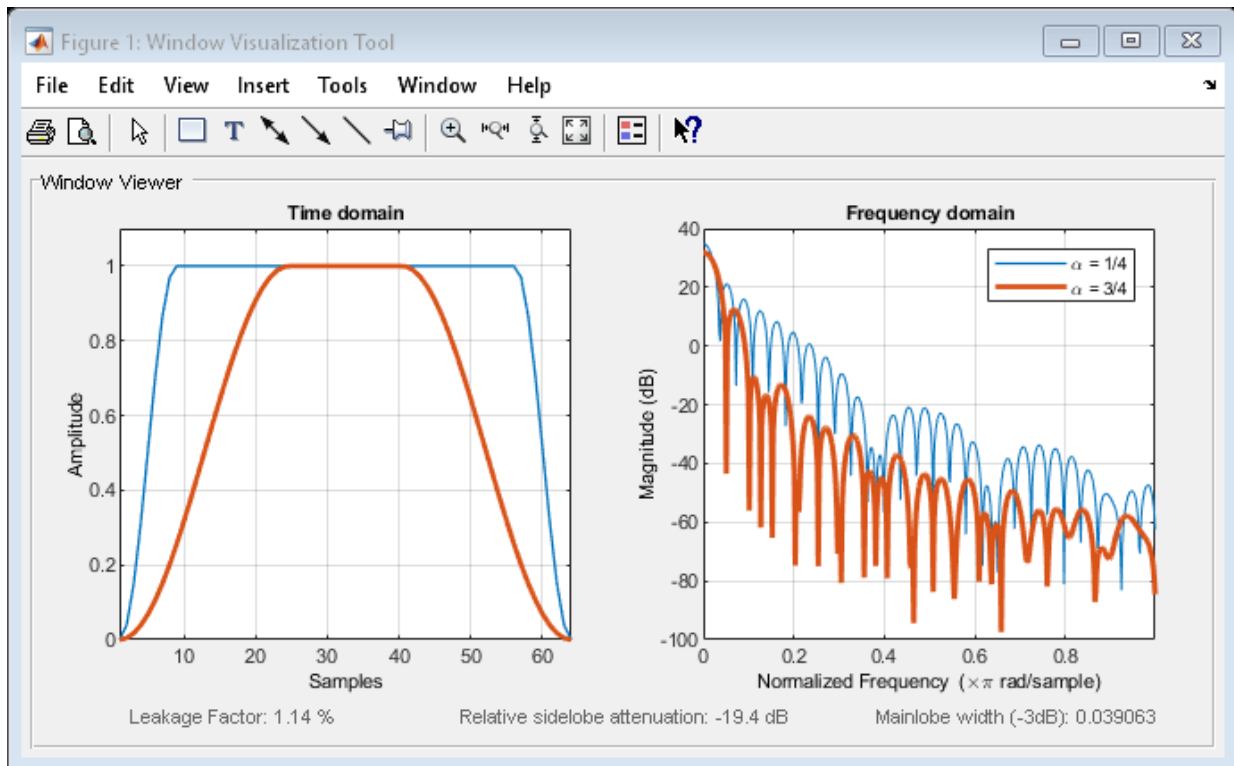 Figure 1: Window Visualization Tool
File Edit View Insert Tools Window Help
Window Viewer
Time domain
1
0.8
0.6
0.4
0.2
0
Amplitude
10 20 30 40 50 60
Samples
Frequency domain
40
20
0
-20
-40
-60
-80
-100
Magnitude (dB)
α = 1/4
α = 3/4
0 0.2 0.4 0.6 0.8
Normalized Frequency (×π rad/sample)
Leakage Factor: 1.14 % Relative sidelobe attenuation: -19.4 dB Mainlobe width (-3dB): 0.039063